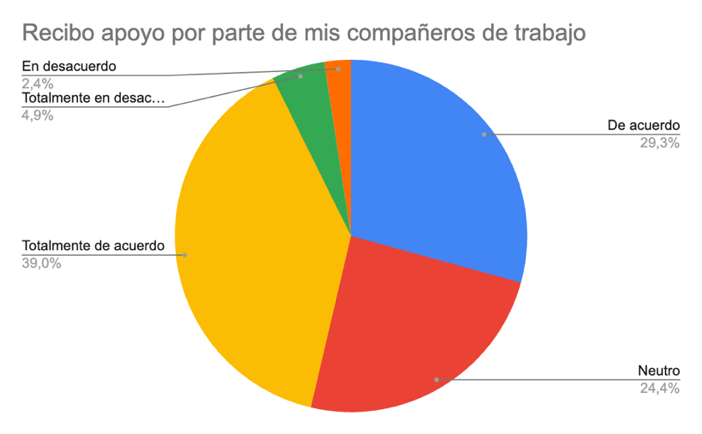 Recibo apoyo por parte de mis compañeros de trabajo
En desacuerdo
2,4%
Totalmente en desac…
4,9%
De acuerdo
29,3%
Totalmente de acuerdo
39,0%
Neutro
24,4%